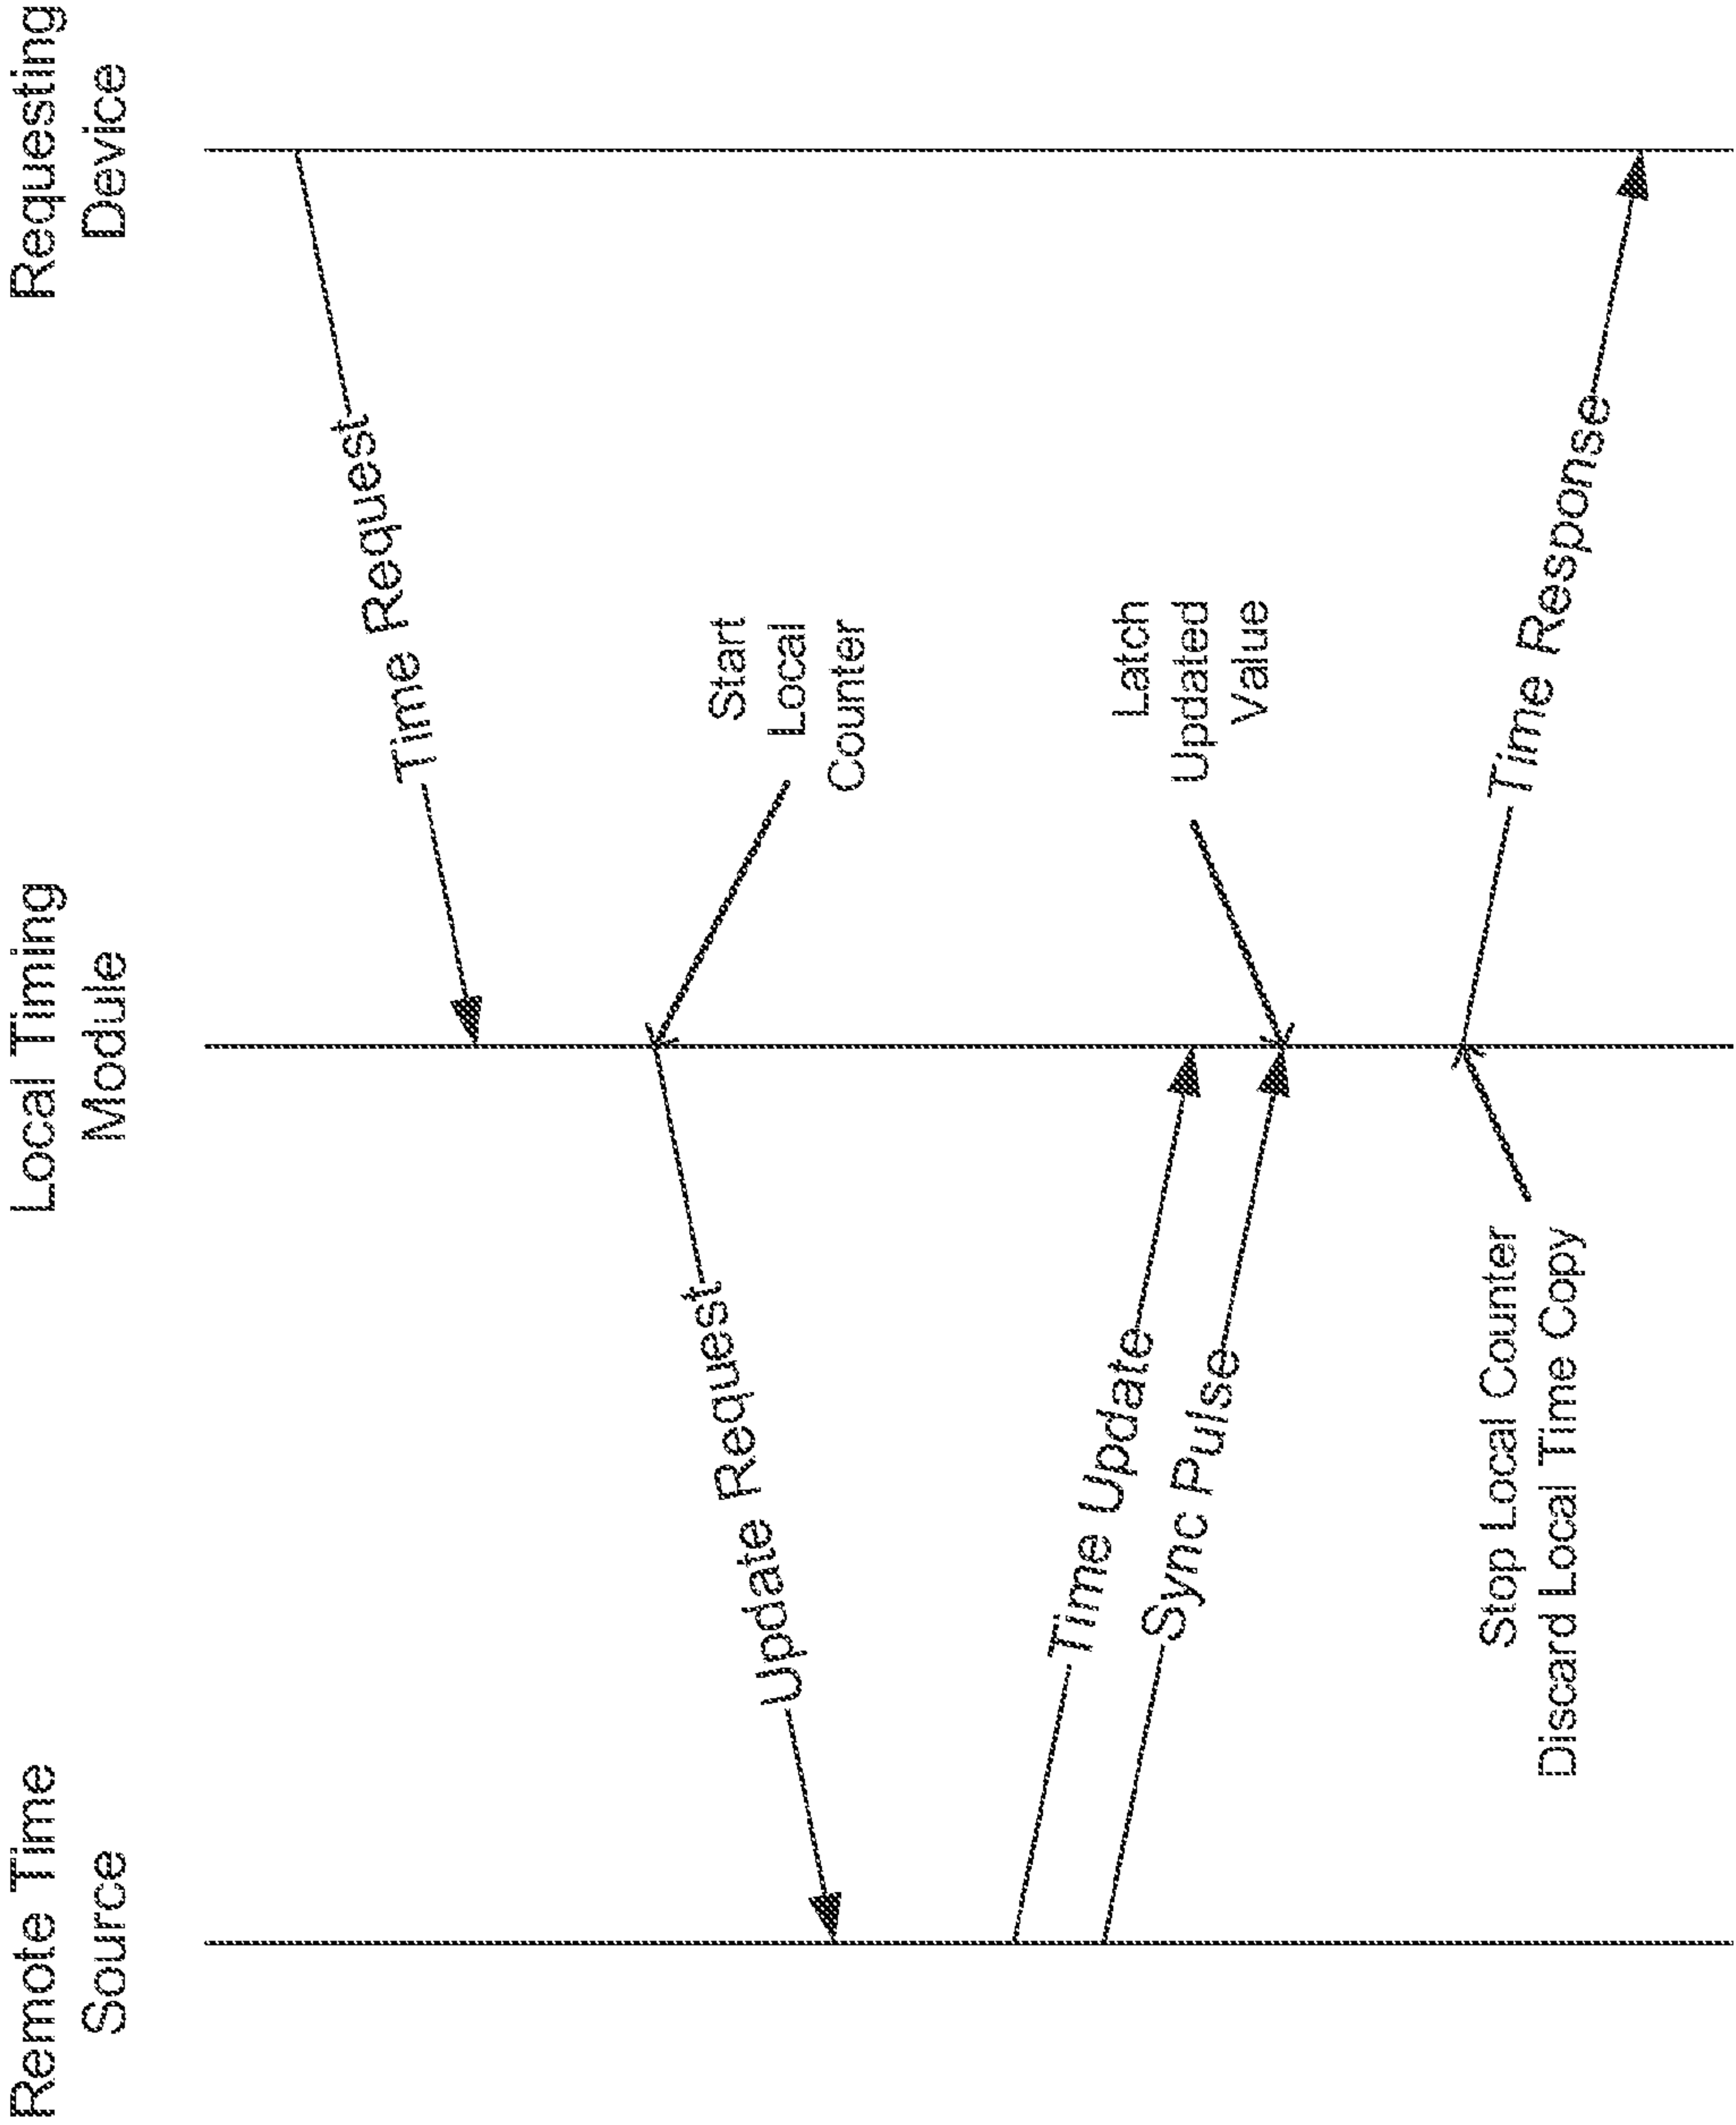 Remote Time
Source
Local Timing
Module
Requesting
Device
Time Request
Start
Local
Counter
Update Request
Time Update
Sync Pulse
Latch
Updated
Value
Stop Local Counter
Discard Local Time Copy
Time Response